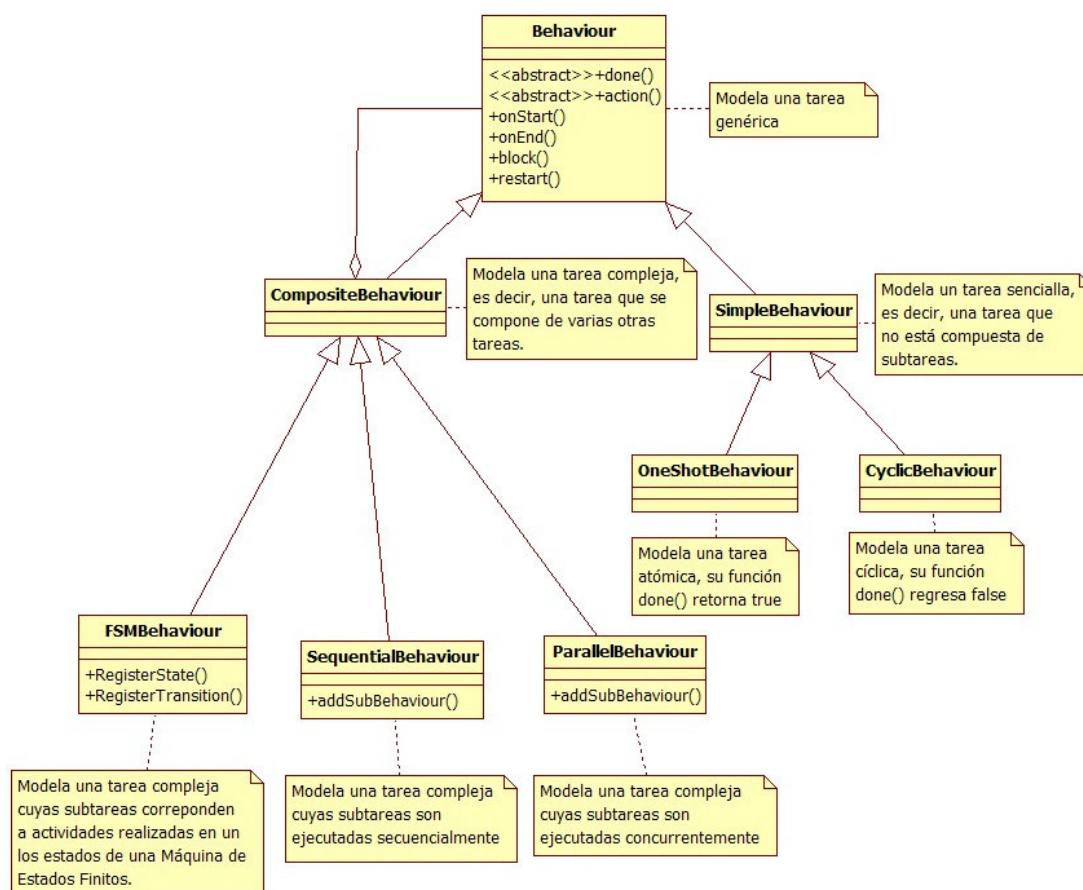 Behaviour
<<abstract>>+done()
<<abstract>>+action()
+onStart()
+onEnd()
+block()
+restart()
Modela una tarea
genérica
CompositeBehaviour
Modela una tarea compleja,
es decir, una tarea que se
compone de varias otras
tareas.
SimpleBehaviour
Modela un tarea sencialla,
es decir, una tarea que
no está compuesta de
subtareas.
OneShotBehaviour
CyclicBehaviour
Modela una tarea
atómica, su función
done() retorna true
Modela una tarea
cíclica, su función
done() regresa false
FSMBehaviour
+RegisterState()
+RegisterTransition()
SequentialBehaviour
+addSubBehaviour()
ParallelBehaviour
+addSubBehaviour()
Modela una tarea compleja
cuyas subtareas correponden
a actividades realizadas en un
los estados de una Máquina de
Estados Finitos.
Modela una tarea compleja
cuyas subtareas son
ejecutadas secuencialmente
Modela una tarea compleja
cuyas subtareas son
ejecutadas concurrentemente